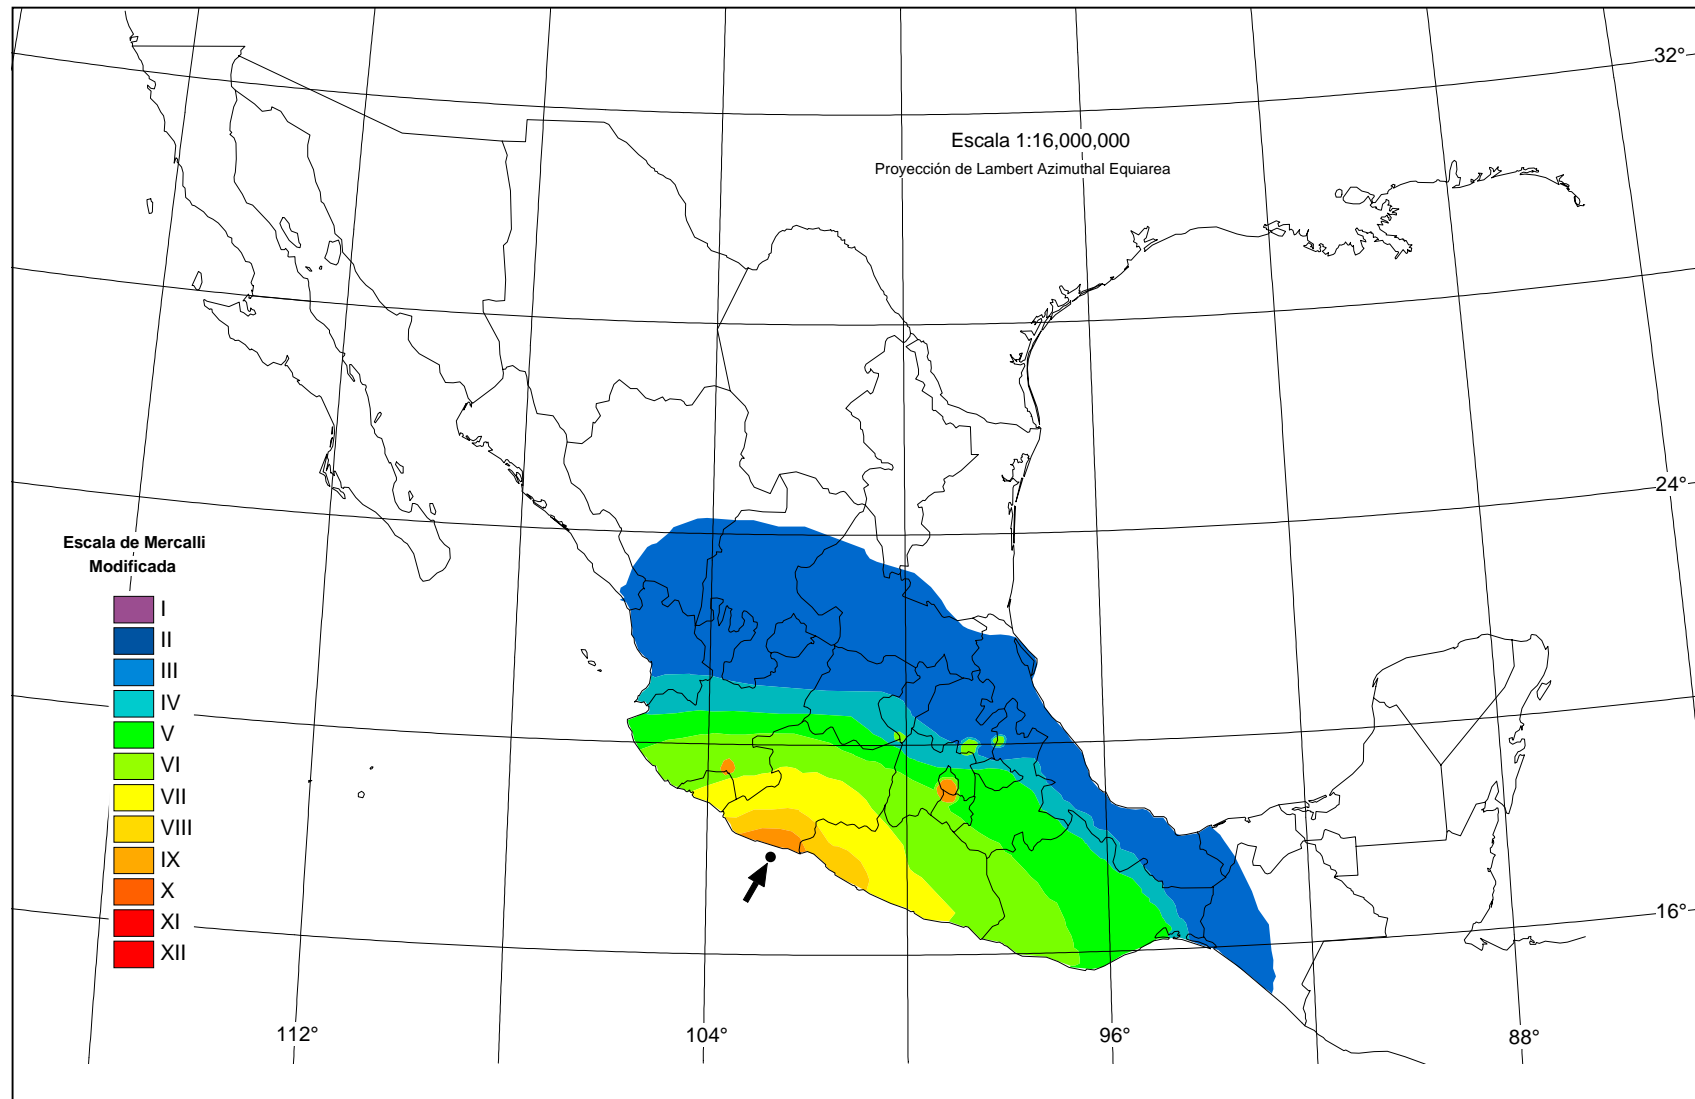 32°
Escala 1:16,000,000
Proyección de Lambert Azimuthal Equiarea
24°
Escala de Mercalli
Modificada
I
II
III
IV
V
VI
VII
VIII
IX
X
XI
XII
16°
112°
104°
96°
88°